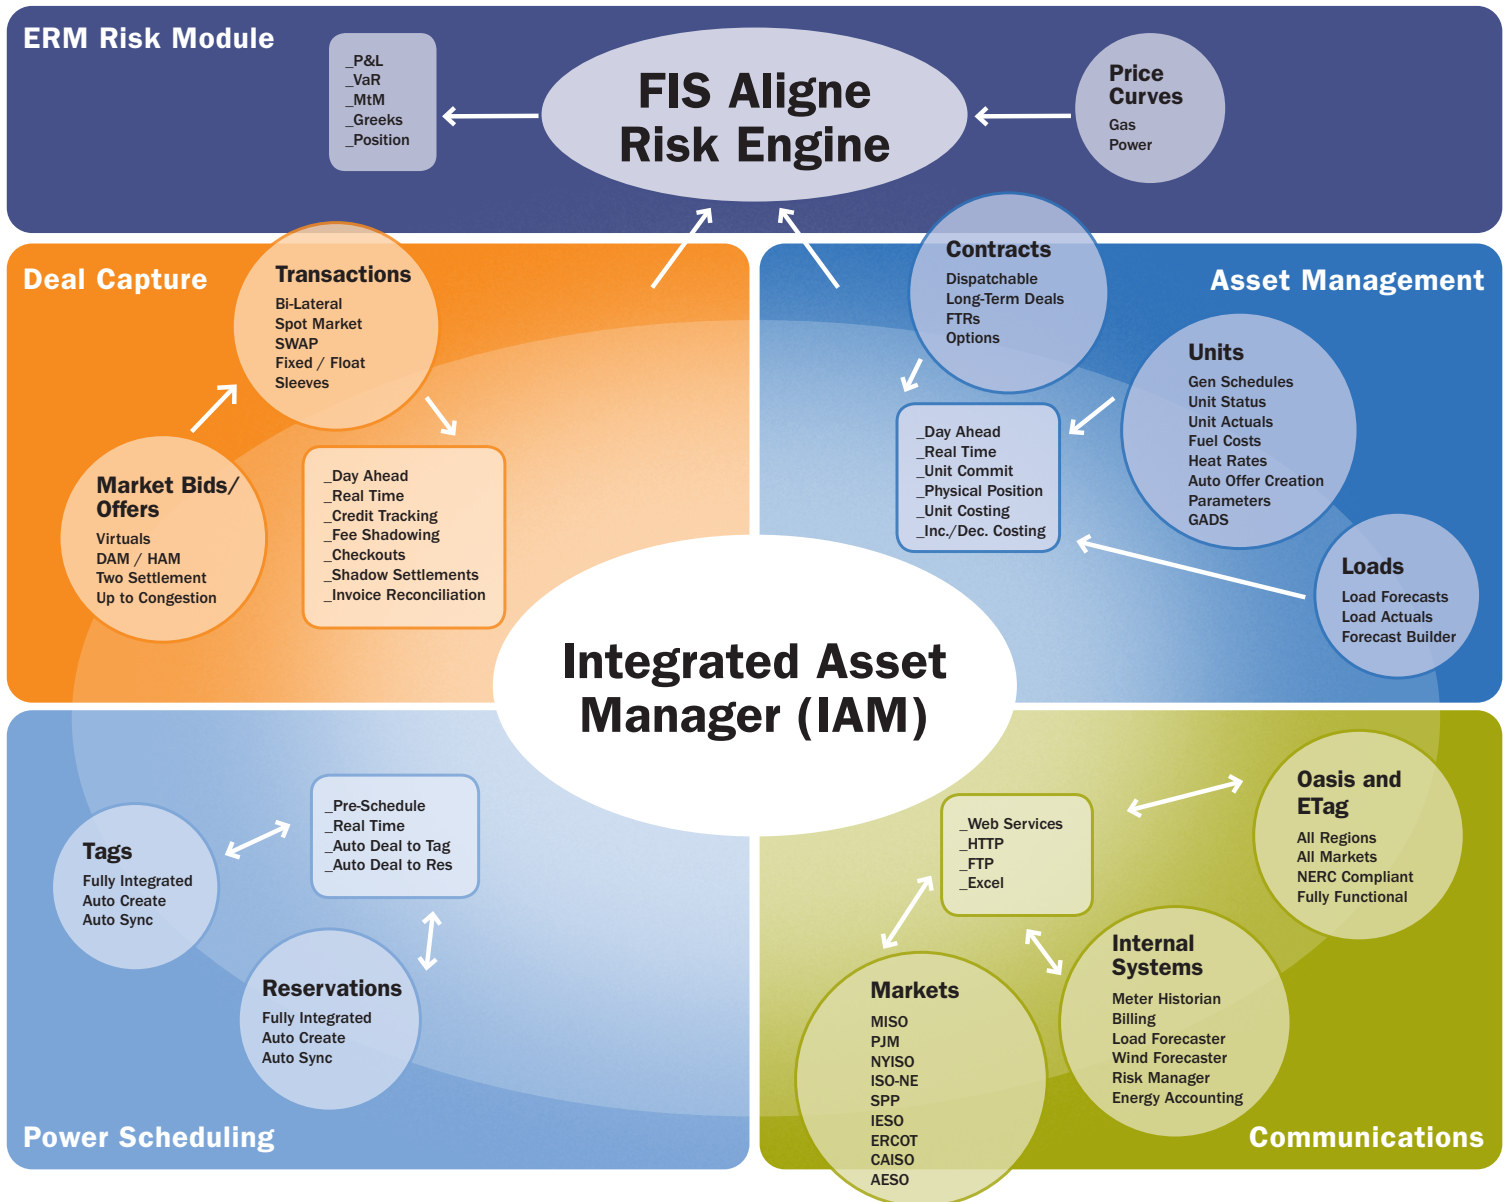 ERM Risk Module
_P&L
_VaR
_MtM
_Greeks
_Position
FIS Aligne
Risk Engine
Price
Curves
Gas
Power
Deal Capture
Transactions
Bi-Lateral
Spot Market
SWAP
Fixed / Float
Sleeves
Market Bids/
Offers
Virtuals
DAM / HAM
Two Settlement
Up to Congestion
_Day Ahead
_Real Time
_Credit Tracking
_Fee Shadowing
_Checkouts
_Shadow Settlements
_Invoice Reconciliation
Asset Management
Contracts
Dispatchable
Long-Term Deals
FTRs
Options
Units
Gen Schedules
Unit Status
Unit Actuals
Fuel Costs
Heat Rates
Auto Offer Creation
Parameters
GADS
_Day Ahead
_Real Time
_Unit Commit
_Physical Position
_Unit Costing
_Inc./Dec. Costing
Loads
Load Forecasts
Load Actuals
Forecast Builder
Integrated Asset
Manager (IAM)
_Pre-Schedule
_Real Time
_Auto Deal to Tag
_Auto Deal to Res
Tags
Fully Integrated
Auto Create
Auto Sync
Reservations
Fully Integrated
Auto Create
Auto Sync
Power Scheduling
_Web Services
_HTTP
_FTP
_Excel
Oasis and
ETag
All Regions
All Markets
NERC Compliant
Fully Functional
Internal
Systems
Meter Historian
Billing
Load Forecaster
Wind Forecaster
Risk Manager
Energy Accounting
Markets
MISO
PJM
NYISO
ISO-NE
SPP
IESO
ERCOT
CAISO
AESO
Communications